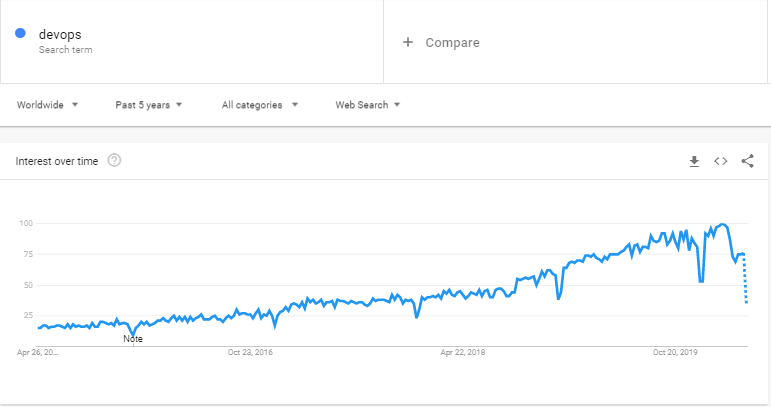 devops
Search term
+ Compare
Worldwide
Past 5 years
All categories
Web Search
Interest over time
?
100
75
50
25
Note
Apr 26, 20...
Oct 23, 2016
Apr 22, 2018
Oct 20, 2019